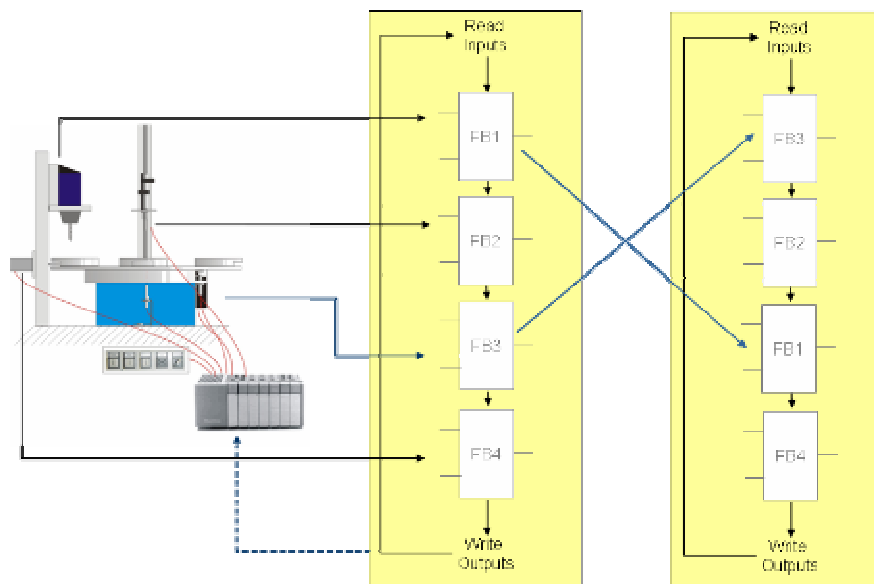 Read
Inputs
FB1
FB2
FB3
FB4
Write
Outputs
Read
Inputs
FB3
FB2
FB1
FB4
Write
Outputs